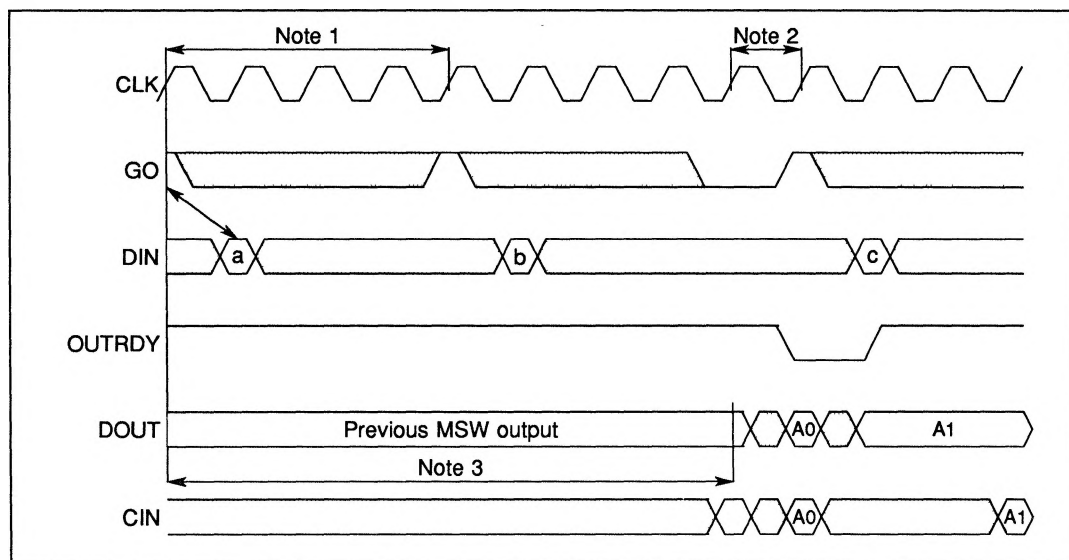 Note 1
Note 2
CLK
GO
DIN
a
b
c
OUTRDY
DOUT
Previous MSW output
A0
A1
Note 3
CIN
A0
A1